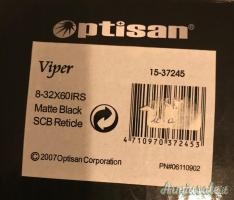 optisan®
Viper
15-37245
8-32X60IRS
Matte Black
SCB Reticle
4 710970 372453
©2007Optisan Corporation
PN#06110902